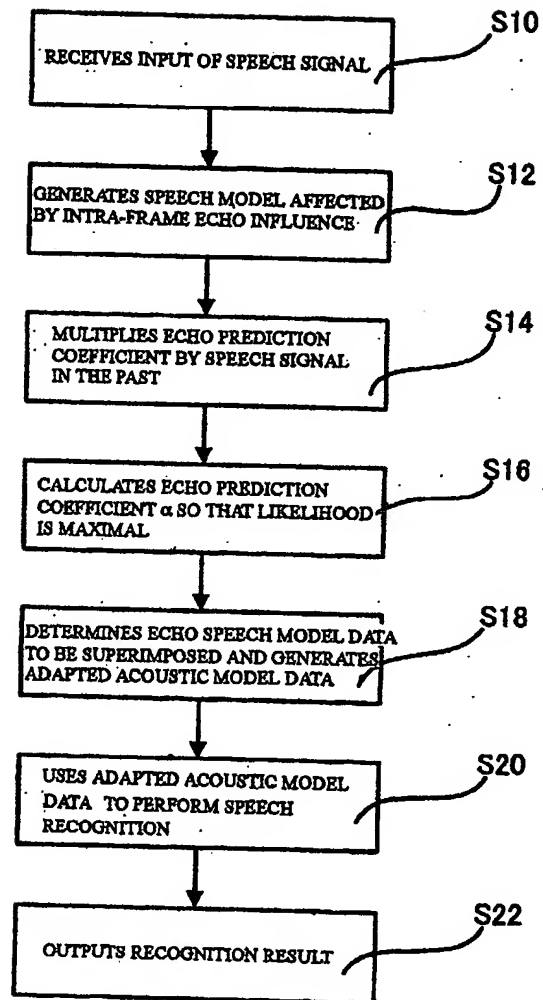 S10
RECEIVES INPUT OF SPEECH SIGNAL
S12
GENERATES SPEECH MODEL AFFECTED
BY INTRA-FRAME ECHO INFLUENCE
S14
MULTIPLIES ECHO PREDICTION
COEFFICIENT BY SPEECH SIGNAL
IN THE PAST
S16
CALCULATES ECHO PREDICTION
COEFFICIENT α SO THAT LIKELIHOOD
IS MAXIMAL
S18
DETERMINES ECHO SPEECH MODEL DATA
TO BE SUPERIMPOSED AND GENERATES
ADAPTED ACOUSTIC MODEL DATA
S20
USES ADAPTED ACOUSTIC MODEL
DATA TO PERFORM SPEECH
RECOGNITION
S22
OUTPUTS RECOGNITION RESULT